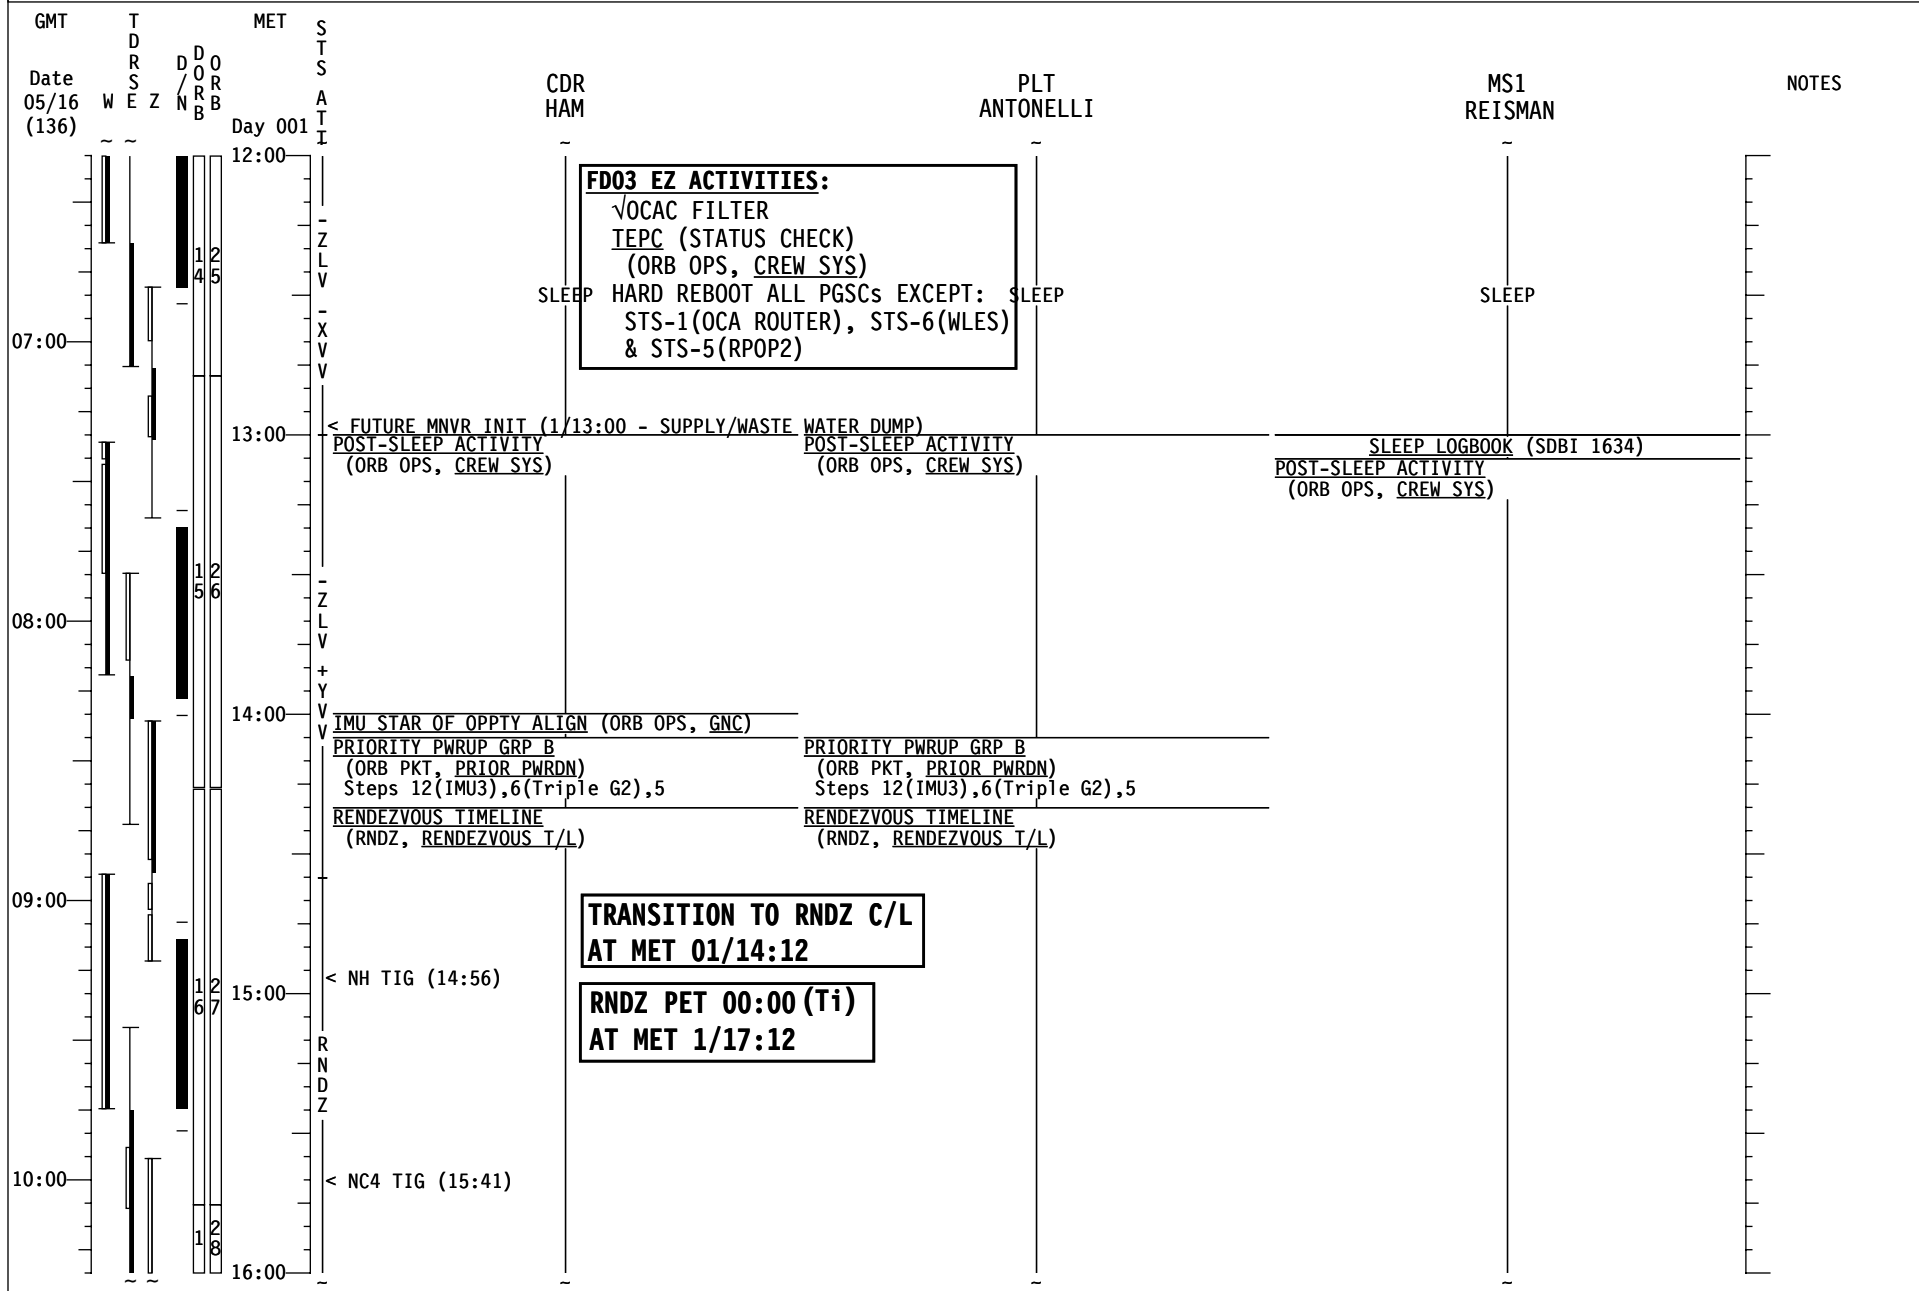 GMT
TDRS
MET
STS ATT
Date
05/16
(136)
W E Z
D/N
DORB
ORB
Day 001
CDR
HAM
PLT
ANTONELLI
MS1
REISMAN
NOTES
~ ~ ~ ~ ~
12:00
FD03 EZ ACTIVITIES:
√OCAC FILTER
TEPC (STATUS CHECK)
(ORB OPS, CREW SYS)
HARD REBOOT ALL PGSCs EXCEPT:
STS-1(OCA ROUTER), STS-6(WLES)
& STS-5(RPOP2)
-ZLV -XVV
14 25
SLEEP SLEEP SLEEP
07:00
< FUTURE MNVR INIT (1/13:00 - SUPPLY/WASTE WATER DUMP)
13:00
POST-SLEEP ACTIVITY
(ORB OPS, CREW SYS)
POST-SLEEP ACTIVITY
(ORB OPS, CREW SYS)
SLEEP LOGBOOK (SDBI 1634)
POST-SLEEP ACTIVITY
(ORB OPS, CREW SYS)
15 26
-ZLV +YVV
08:00
14:00
IMU STAR OF OPPTY ALIGN (ORB OPS, GNC)
PRIORITY PWRUP GRP B
(ORB PKT, PRIOR PWRDN)
Steps 12(IMU3),6(Triple G2),5
PRIORITY PWRUP GRP B
(ORB PKT, PRIOR PWRDN)
Steps 12(IMU3),6(Triple G2),5
RENDEZVOUS TIMELINE
(RNDZ, RENDEZVOUS T/L)
RENDEZVOUS TIMELINE
(RNDZ, RENDEZVOUS T/L)
09:00
TRANSITION TO RNDZ C/L
AT MET 01/14:12
< NH TIG (14:56)
16 27
15:00
RNDZ PET 00:00 (Ti)
AT MET 1/17:12
RNDZ
10:00
< NC4 TIG (15:41)
1 28
16:00
~ ~ ~ ~ ~ ~